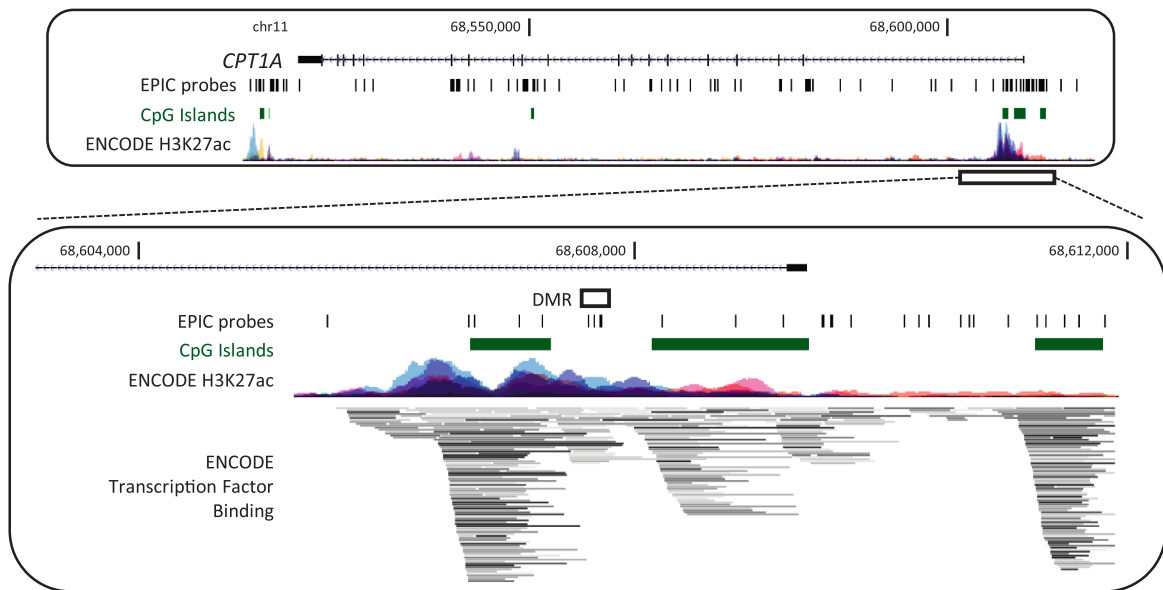 chr11 68,550,000 68,600,000
CPT1A
EPIC probes
CpG Islands
ENCODE H3K27ac
68,604,000 68,608,000 68,612,000
DMR
EPIC probes
CpG Islands
ENCODE H3K27ac
ENCODE
Transcription Factor
Binding